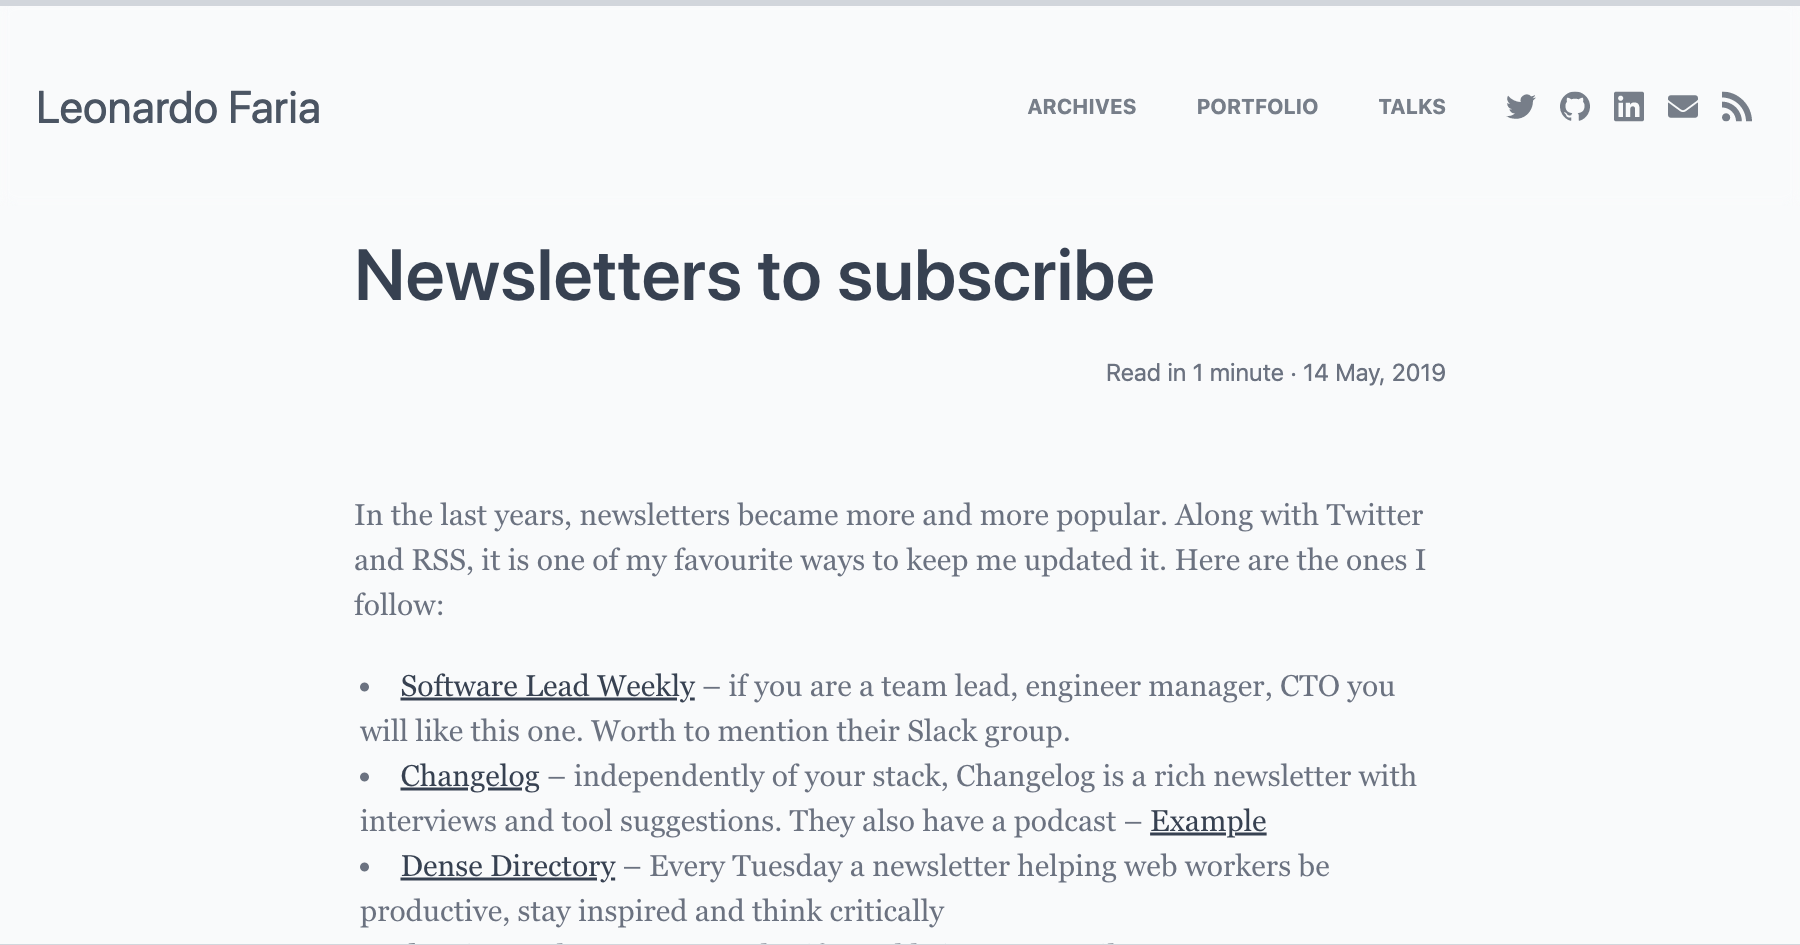 Leonardo Faria
ARCHIVES PORTFOLIO TALKS
Newsletters to subscribe
Read in 1 minute · 14 May, 2019
In the last years, newsletters became more and more popular. Along with Twitter
and RSS, it is one of my favourite ways to keep me updated it. Here are the ones I
follow:
• Software Lead Weekly – if you are a team lead, engineer manager, CTO you
will like this one. Worth to mention their Slack group.
• Changelog – independently of your stack, Changelog is a rich newsletter with
interviews and tool suggestions. They also have a podcast – Example
• Dense Directory – Every Tuesday a newsletter helping web workers be
productive, stay inspired and think critically